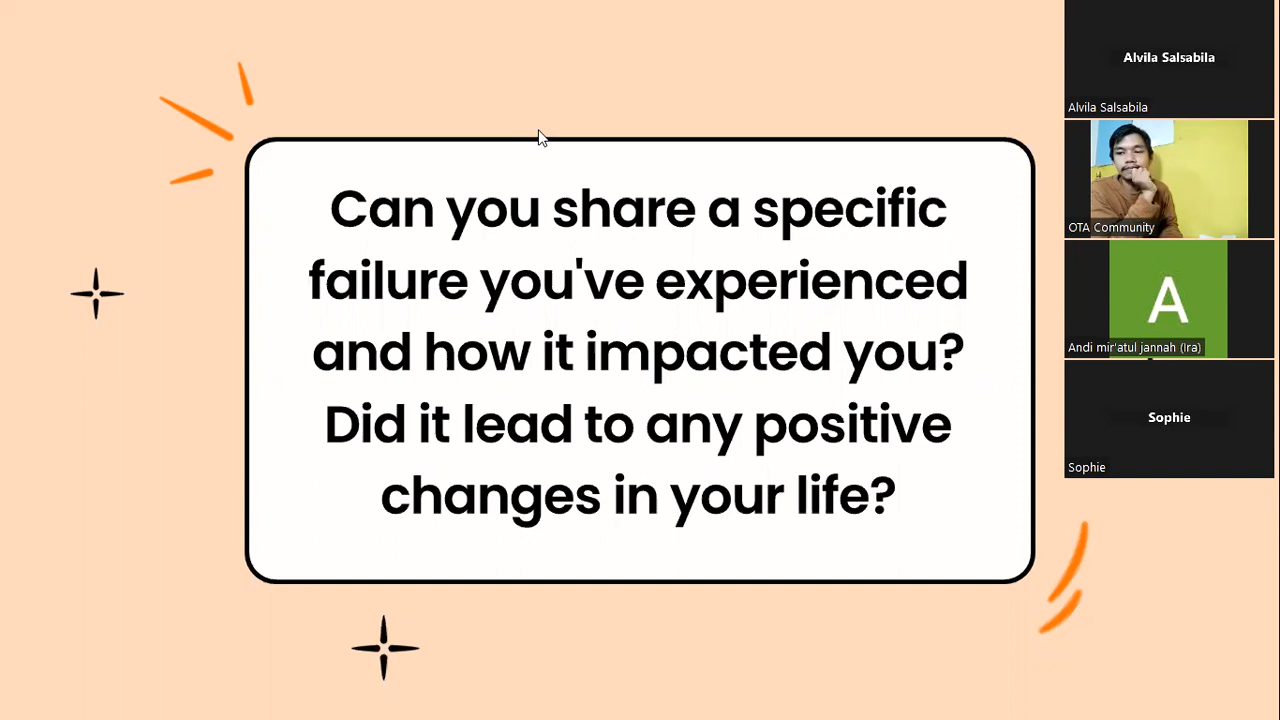 Can you share a specific
failure you've experienced
and how it impacted you?
Did it lead to any positive
changes in your life?
Alvila Salsabila
Alvila Salsabila
OTA Community
A
Andi mir'atul jannah (Ira)
Sophie
Sophie